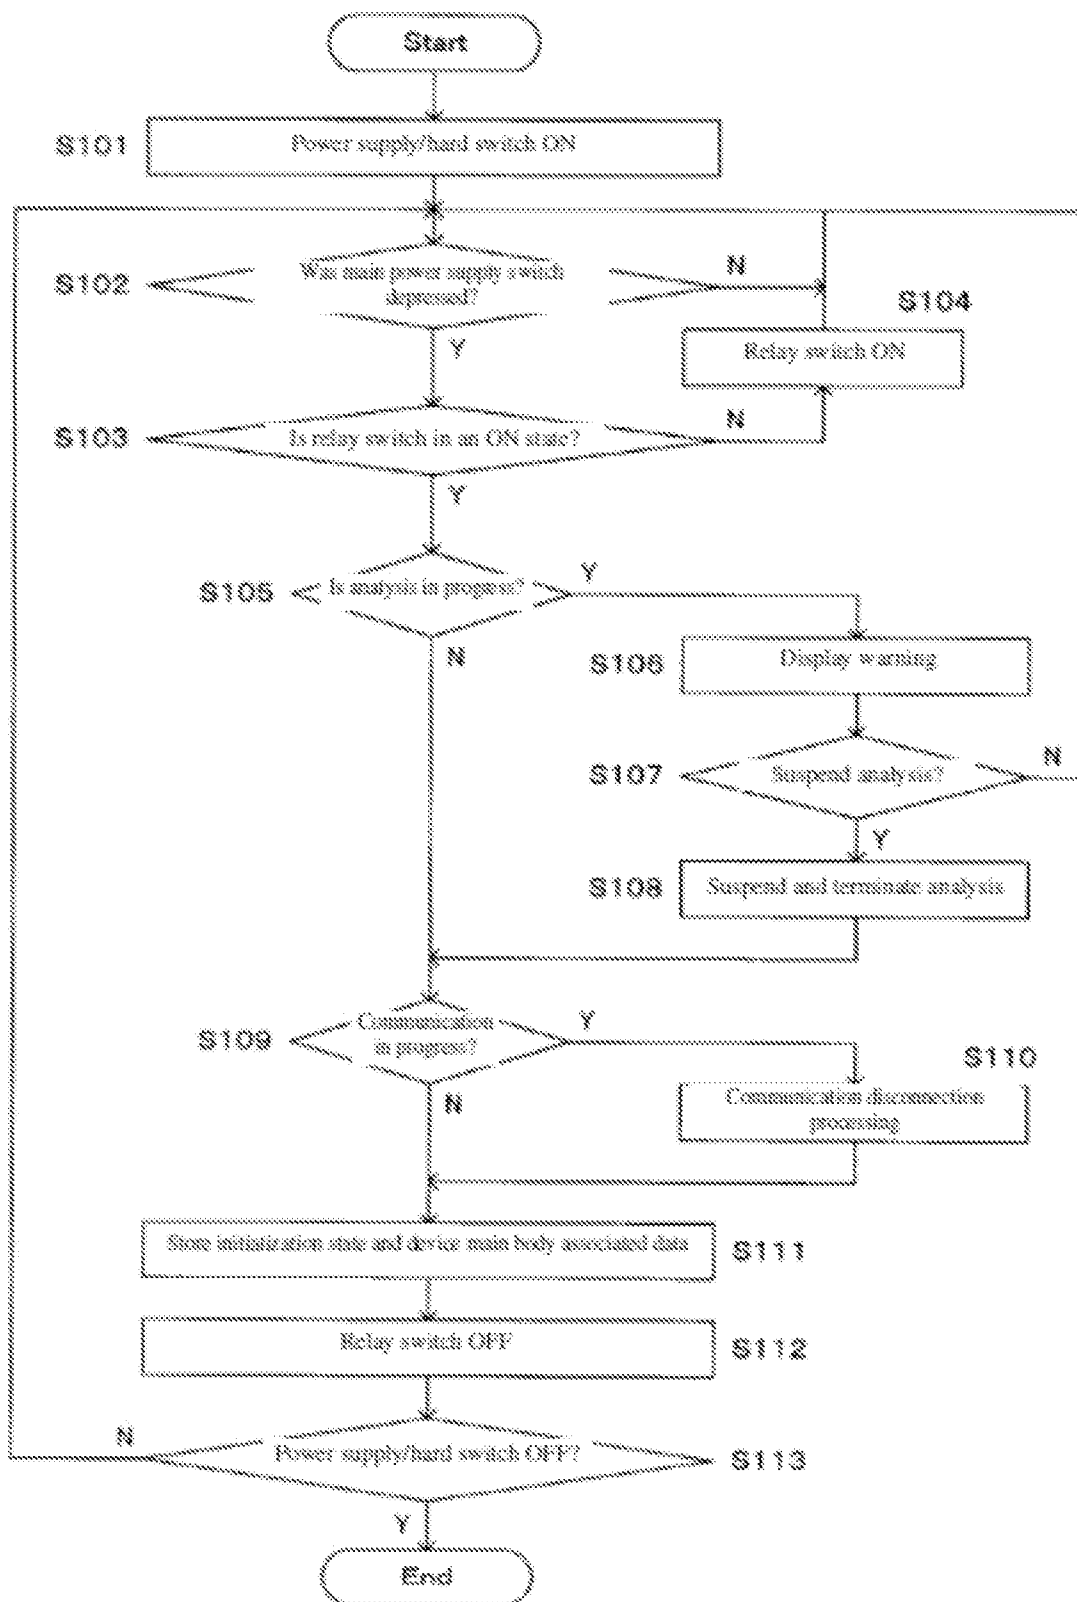 Start
S101
Power supply/hard switch ON
S102
Was main power supply switch
depressed?
N
Y
S104
Relay switch ON
S103
Is relay switch in an ON state?
N
Y
S105
Is analysis in progress?
Y
N
S106
Display warning
S107
Suspend analysis?
N
Y
S108
Suspend and terminate analysis
S109
Communication
in progress?
Y
N
S110
Communication disconnection
processing
Store initialization state and device main body associated data
S111
Relay switch OFF
S112
N
Power supply/hard switch OFF?
S113
Y
End